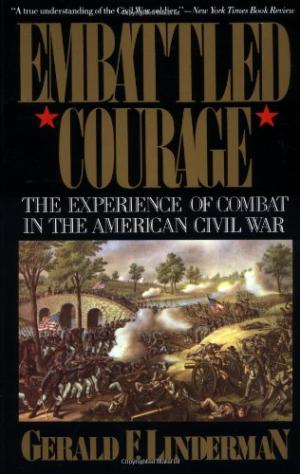 "A true understanding of the Civil War soldier."—New York Times Book Review
EMBATTLED
COURAGE
THE EXPERIENCE OF COMBAT
IN THE AMERICAN CIVIL WAR
GERALD F. LINDERMAN